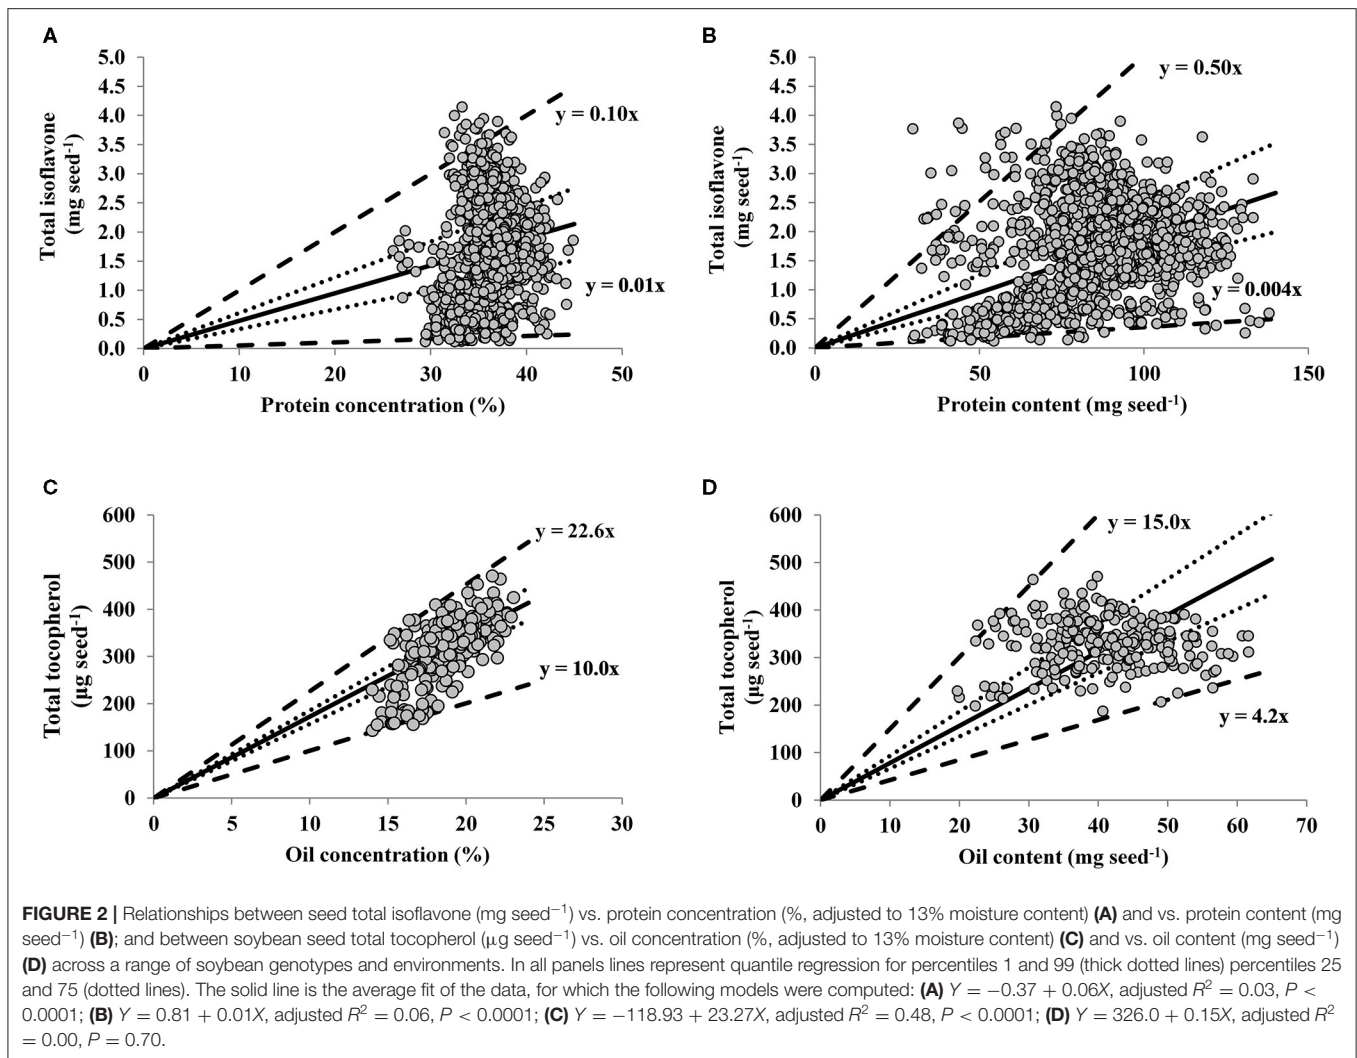 A
B
5.0
4.5
4.0
3.5
3.0
2.5
2.0
1.5
1.0
0.5
0.0
Total isoflavone
(mg seed⁻¹)
y = 0.10x
y = 0.01x
0 10 20 30 40 50
Protein concentration (%)
5.0
4.5
4.0
3.5
3.0
2.5
2.0
1.5
1.0
0.5
0.0
Total isoflavone
(mg seed⁻¹)
y = 0.50x
y = 0.004x
0 50 100 150
Protein content (mg seed⁻¹)
C
D
600
500
400
300
200
100
0
Total tocopherol
(µg seed⁻¹)
y = 22.6x
y = 10.0x
0 5 10 15 20 25 30
Oil concentration (%)
600
500
400
300
200
100
0
Total tocopherol
(µg seed⁻¹)
y = 15.0x
y = 4.2x
0 10 20 30 40 50 60 70
Oil content (mg seed⁻¹)
FIGURE 2 | Relationships between seed total isoflavone (mg seed⁻¹) vs. protein concentration (%, adjusted to 13% moisture content) (A) and vs. protein content (mg
seed⁻¹) (B); and between soybean seed total tocopherol (µg seed⁻¹) vs. oil concentration (%, adjusted to 13% moisture content) (C) and vs. oil content (mg seed⁻¹)
(D) across a range of soybean genotypes and environments. In all panels lines represent quantile regression for percentiles 1 and 99 (thick dotted lines) percentiles 25
and 75 (dotted lines). The solid line is the average fit of the data, for which the following models were computed: (A) Y = −0.37 + 0.06X, adjusted R² = 0.03, P <
0.0001; (B) Y = 0.81 + 0.01X, adjusted R² = 0.06, P < 0.0001; (C) Y = −118.93 + 23.27X, adjusted R² = 0.48, P < 0.0001; (D) Y = 326.0 + 0.15X, adjusted R²
= 0.00, P = 0.70.